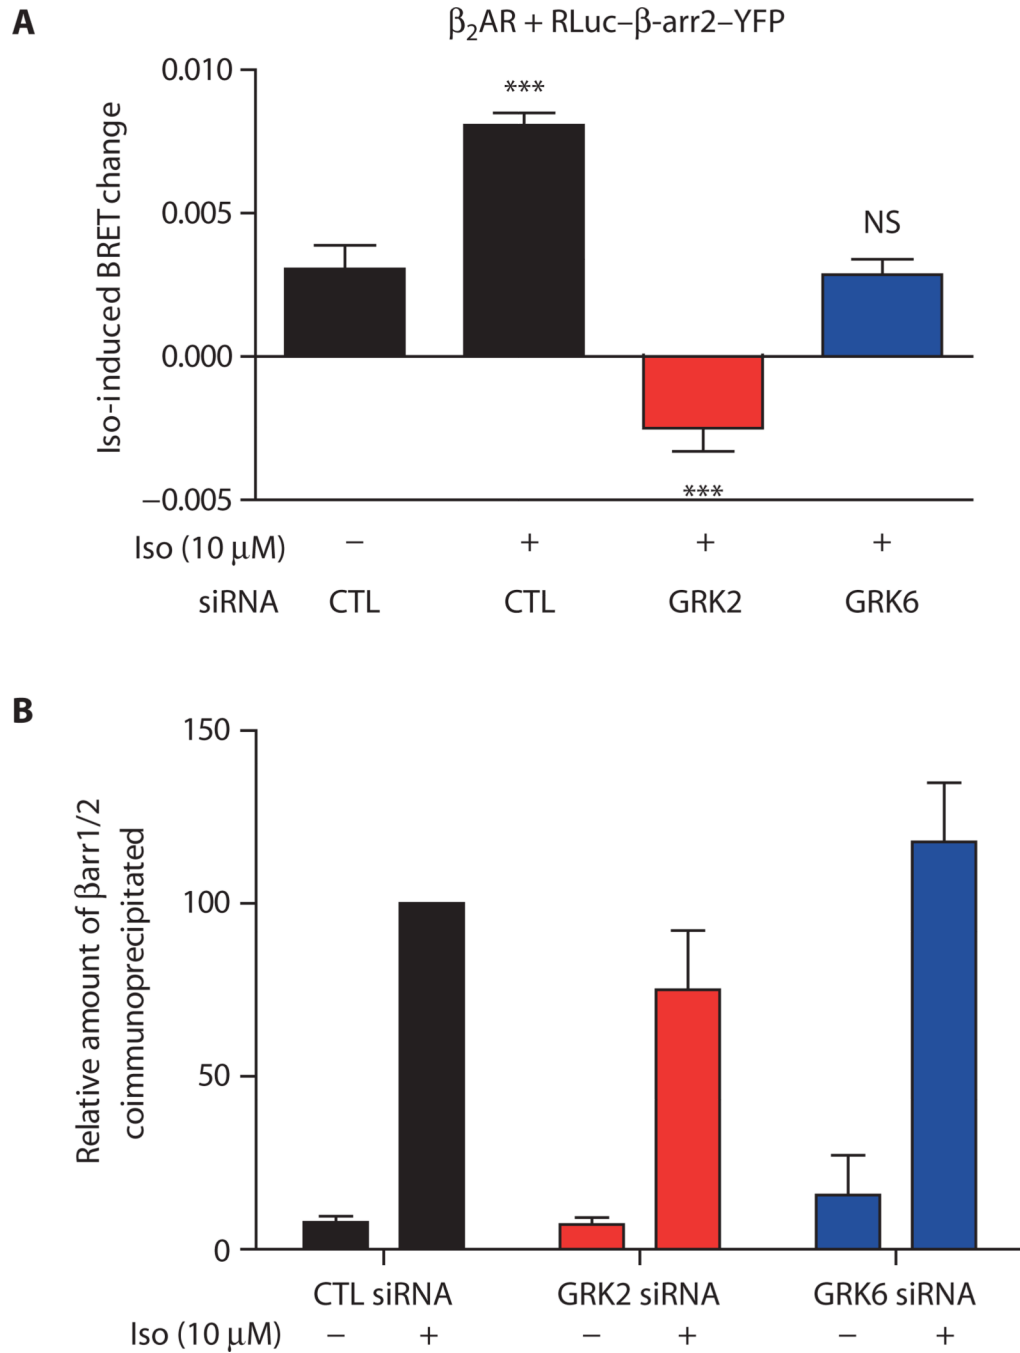 A
β₂AR + RLuc–β-arr2–YFP
Iso-induced BRET change
0.010
0.005
0.000
−0.005
***
***
NS
Iso (10 μM) − + + +
siRNA CTL CTL GRK2 GRK6
B
Relative amount of βarr1/2
coimmunoprecipitated
150
100
50
0
CTL siRNA GRK2 siRNA GRK6 siRNA
Iso (10 μM) − + − + − +